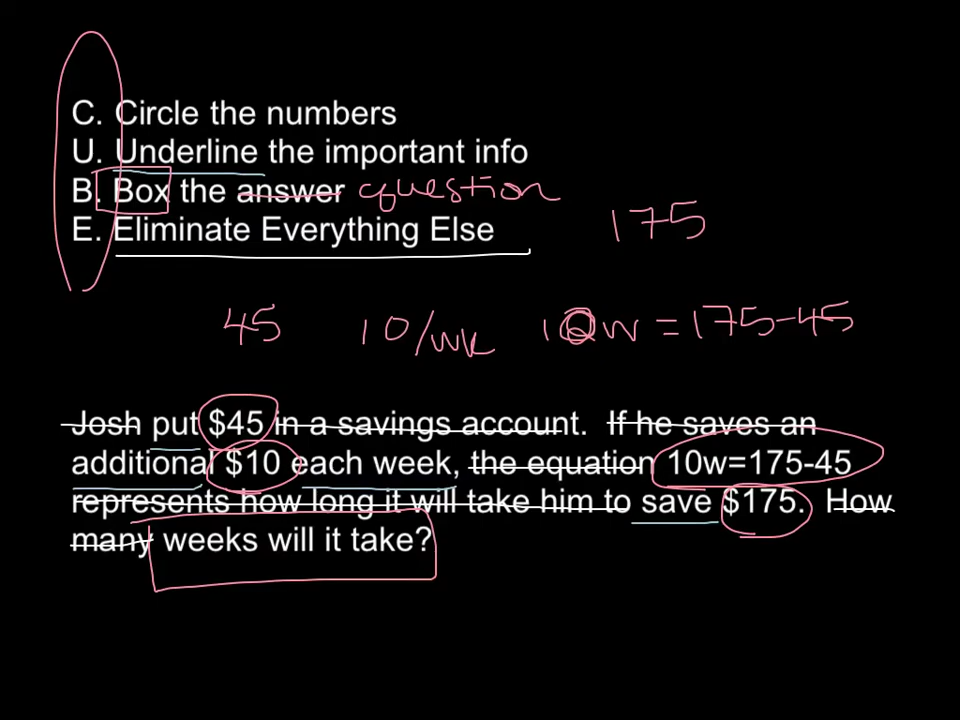 C. Circle the numbers
U. Underline the important info
B. Box the answer question
E. Eliminate Everything Else
175
45 10/wk 10w=175-45
Josh put $45 in a savings account. If he saves an
additional $10 each week, the equation 10w=175-45
represents how long it will take him to save $175. How
many weeks will it take?